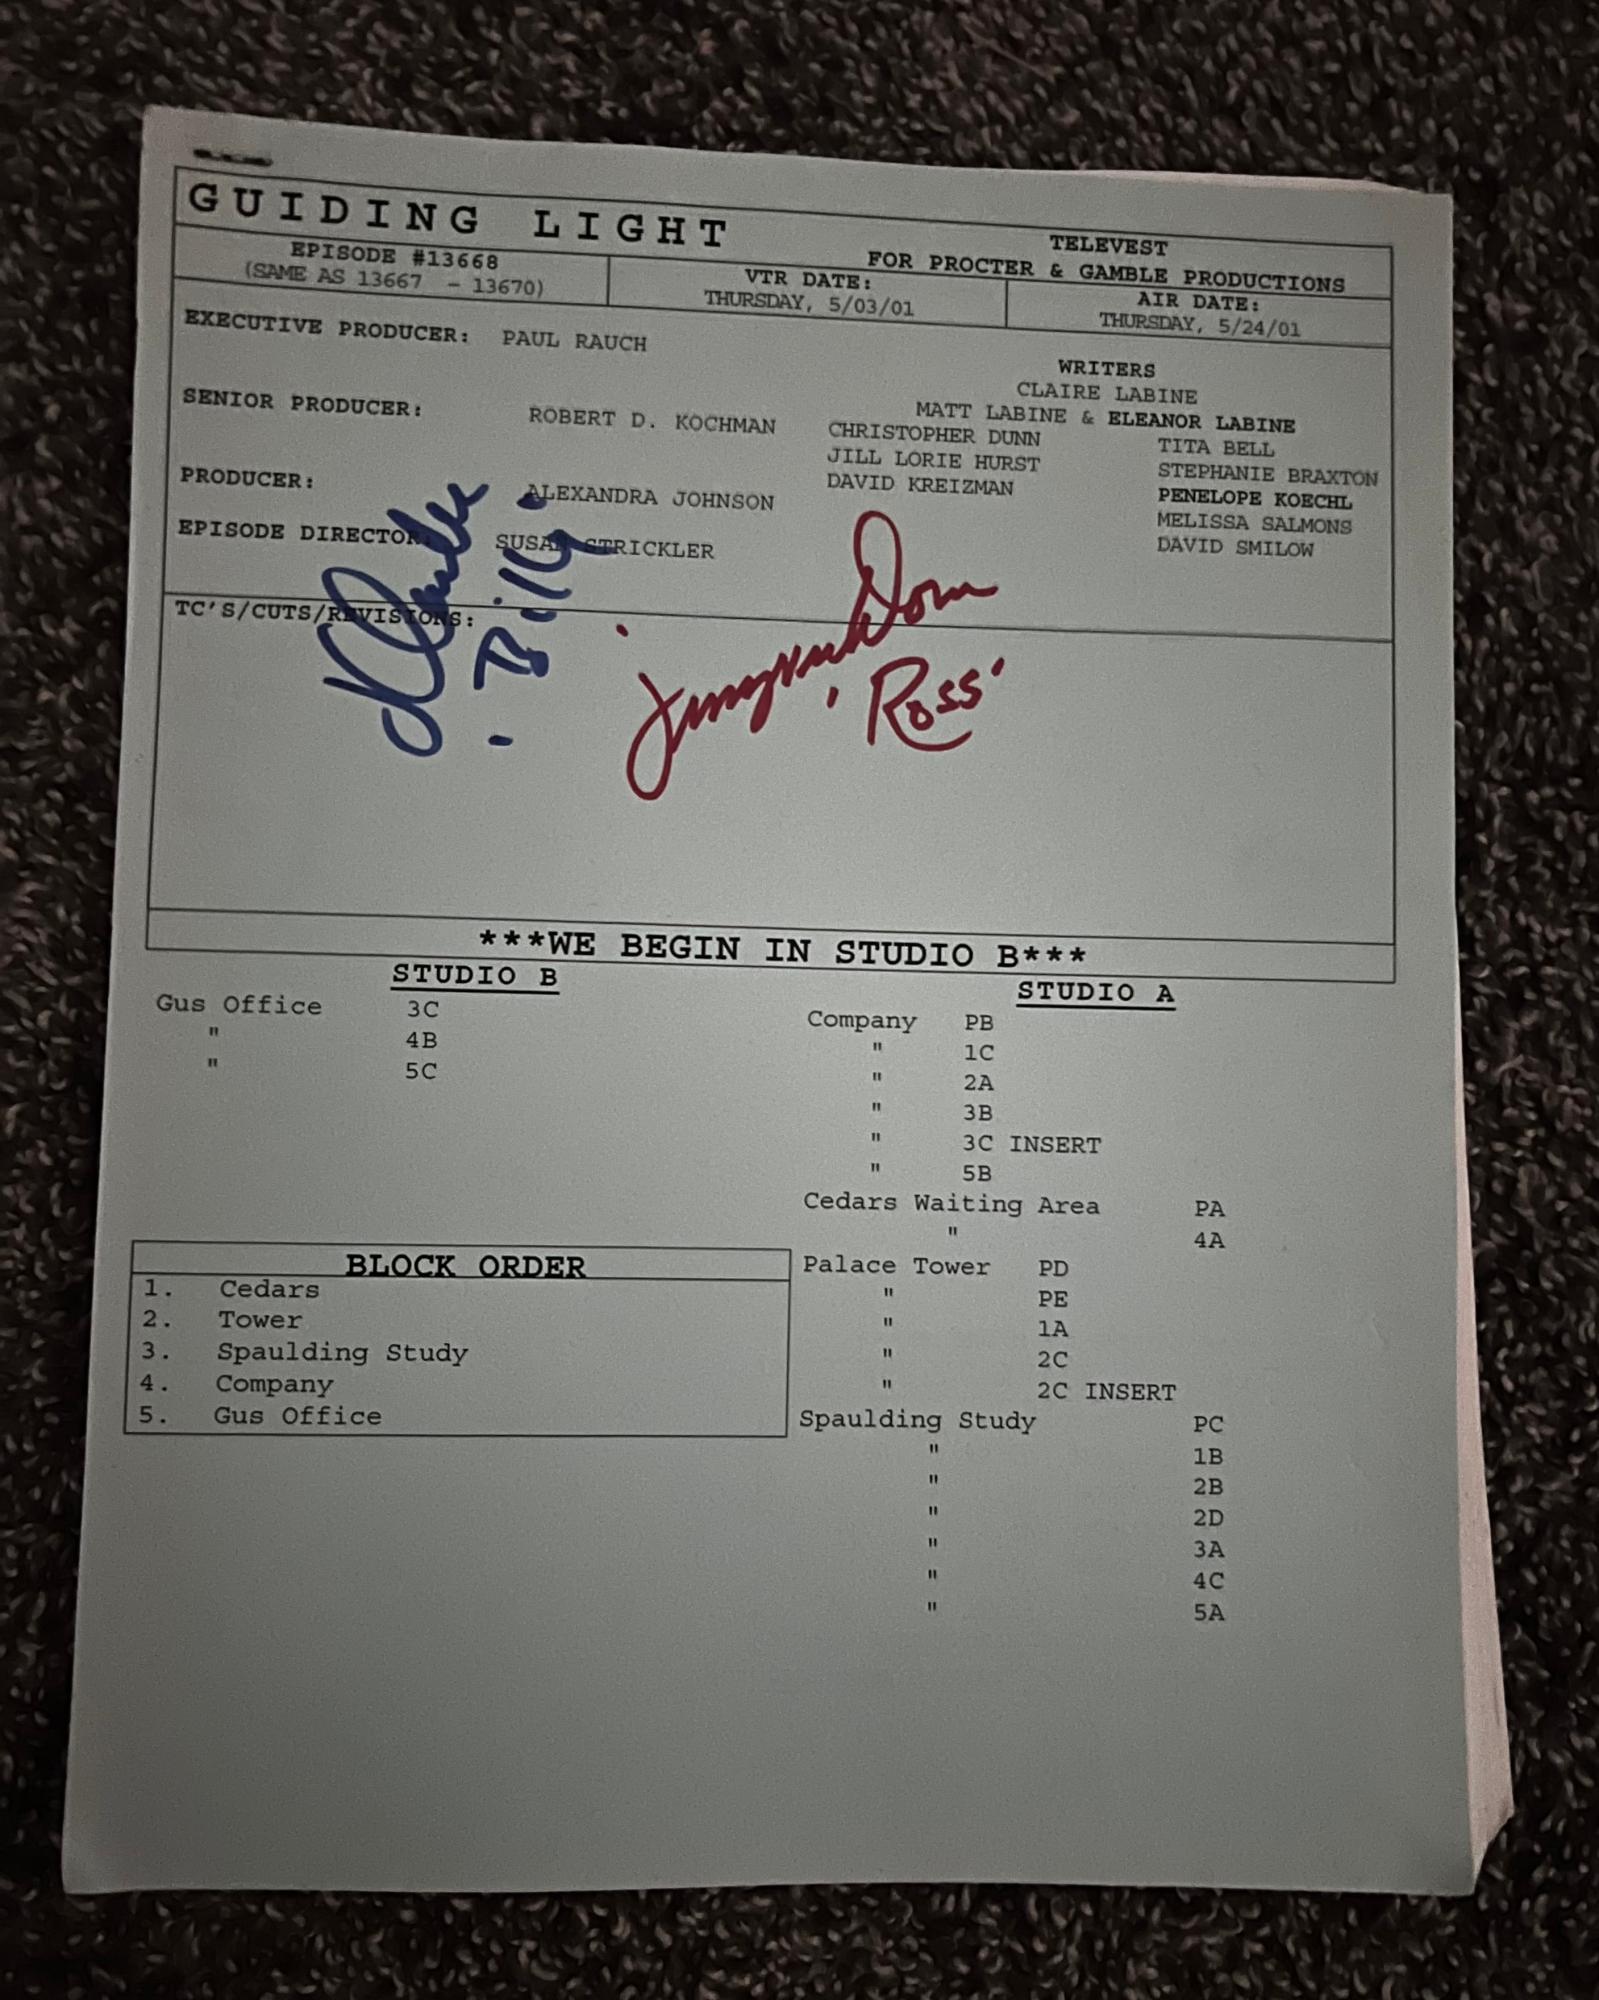 GUIDING LIGHT
TELEVEST
FOR PROCTER & GAMBLE PRODUCTIONS
EPISODE #13668
(SAME AS 13667 - 13670)
VTR DATE:
THURSDAY, 5/03/01
AIR DATE:
THURSDAY, 5/24/01
EXECUTIVE PRODUCER: PAUL RAUCH
SENIOR PRODUCER: ROBERT D. KOCHMAN
PRODUCER: ALEXANDRA JOHNSON
EPISODE DIRECTOR: SUSAN STRICKLER
WRITERS
CLAIRE LABINE
MATT LABINE & ELEANOR LABINE
CHRISTOPHER DUNN
JILL LORIE HURST
DAVID KREIZMAN
TITA BELL
STEPHANIE BRAXTON
PENELOPE KOECHL
MELISSA SALMONS
DAVID SMILOW
TC'S/CUTS/REVISIONS:
Billy
'Ross'
***WE BEGIN IN STUDIO B***
STUDIO B
Gus Office 3C
" 4B
" 5C
STUDIO A
Company PB
" 1C
" 2A
" 3B
" 3C INSERT
" 5B
Cedars Waiting Area PA
" 4A
Palace Tower PD
" PE
" 1A
" 2C
" 2C INSERT
Spaulding Study PC
" 1B
" 2B
" 2D
" 3A
" 4C
" 5A
BLOCK ORDER
1. Cedars
2. Tower
3. Spaulding Study
4. Company
5. Gus Office